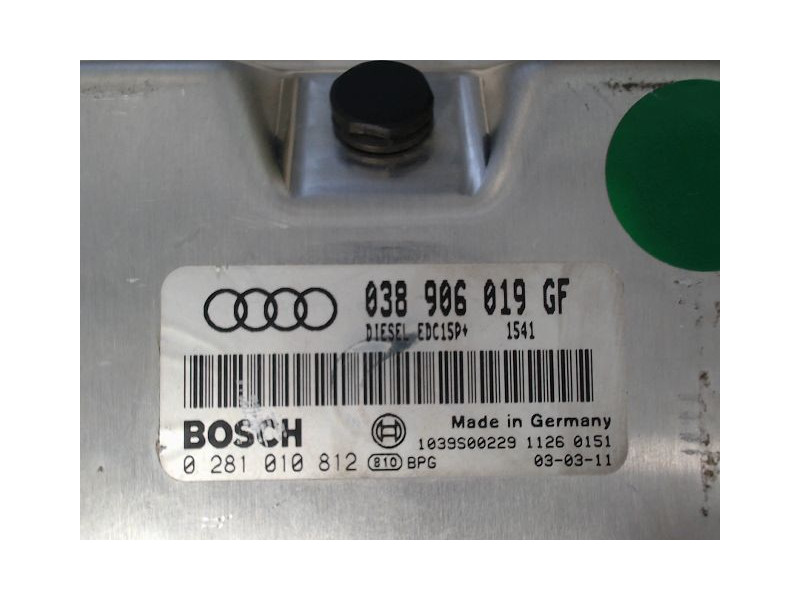 038 906 019 GF
DIESEL EDC15P+ 1541
BOSCH
Made in Germany
1039S00229 1126 0151
0 281 010 812 810 BPG 03-03-11